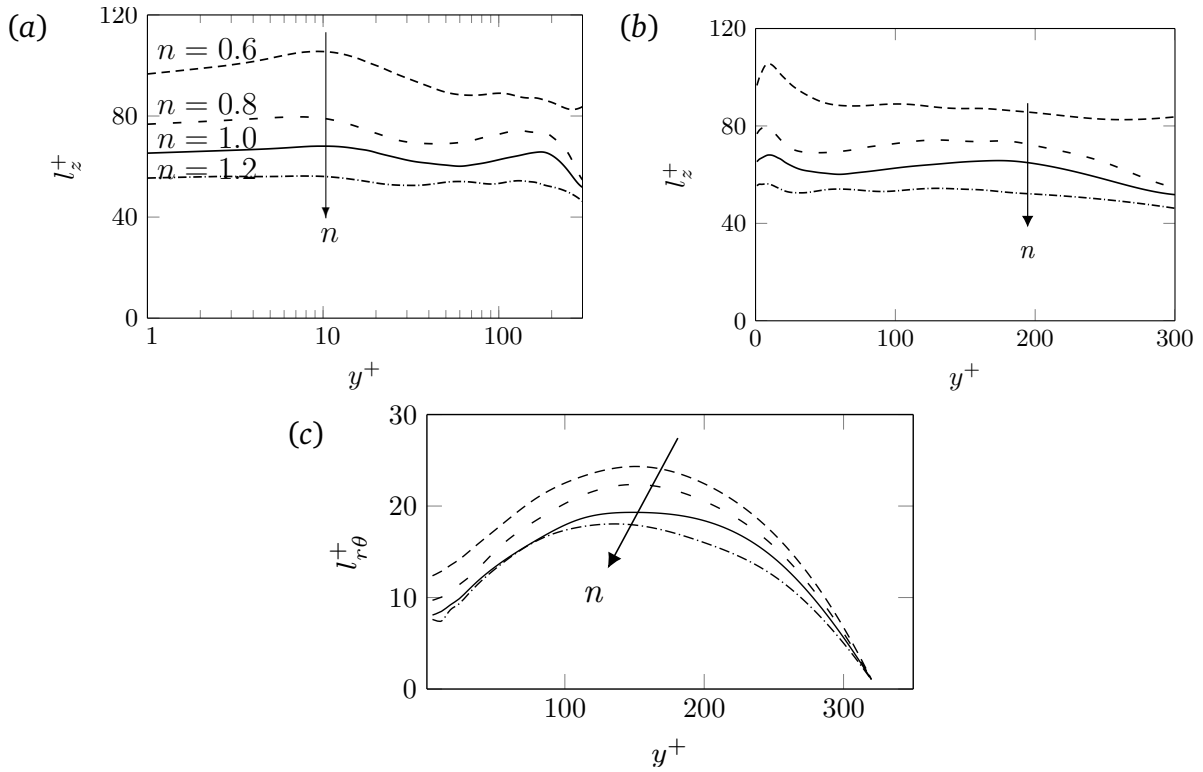 (a)
120
80
40
0
l_z^+
n = 0.6
n = 0.8
n = 1.0
n = 1.2
n
1 10 100
y^+
(b)
120
80
40
0
l_z^+
n
0 100 200 300
y^+
(c)
30
20
10
0
l_{rθ}^+
n
100 200 300
y^+